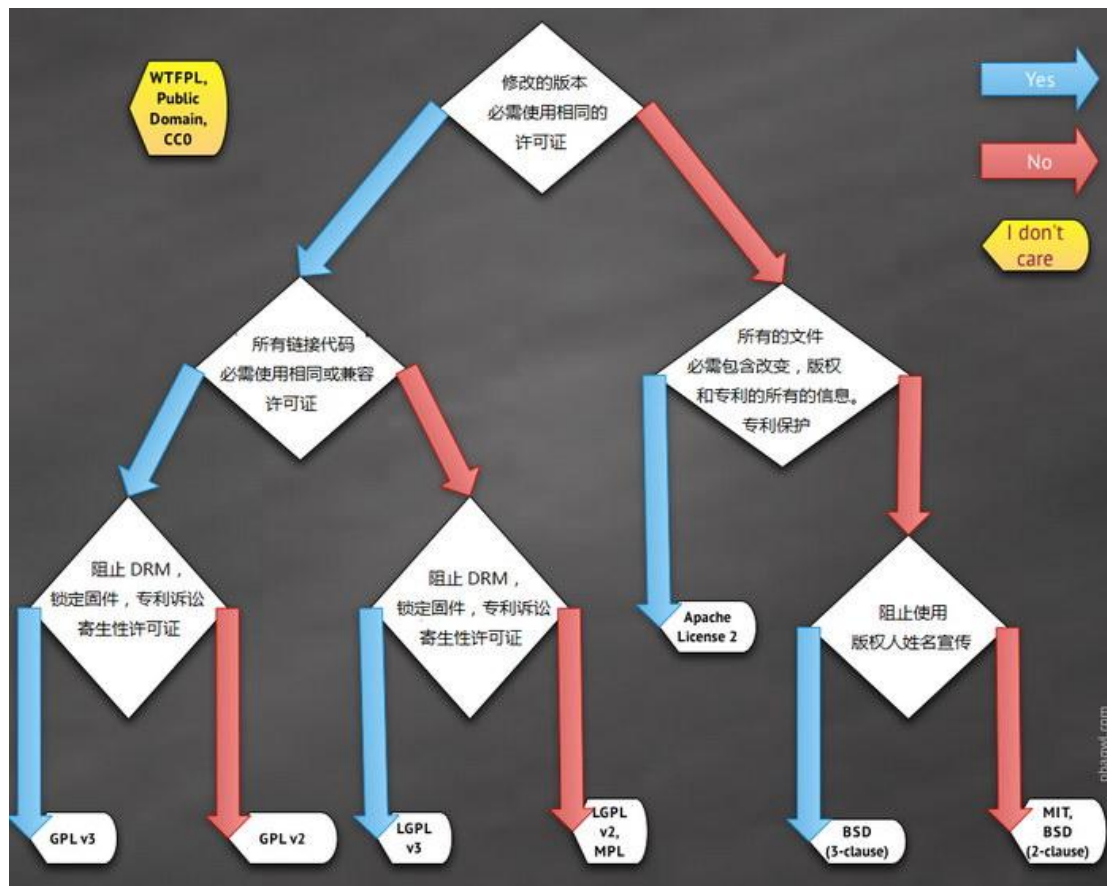 WTFPL,
Public
Domain,
CC0
修改的版本
必需使用相同的
许可证
Yes
No
I don't
care
所有链接代码
必需使用相同或兼容
许可证
所有的文件
必需包含改变，版权
和专利的所有的信息。
专利保护
阻止 DRM，
锁定固件，专利诉讼
寄生性许可证
阻止 DRM，
锁定固件，专利诉讼
寄生性许可证
Apache
License 2
阻止使用
版权人姓名宣传
GPL v3
GPL v2
LGPL
v3
LGPL
v2,
MPL
BSD
(3-clause)
MIT,
BSD
(2-clause)